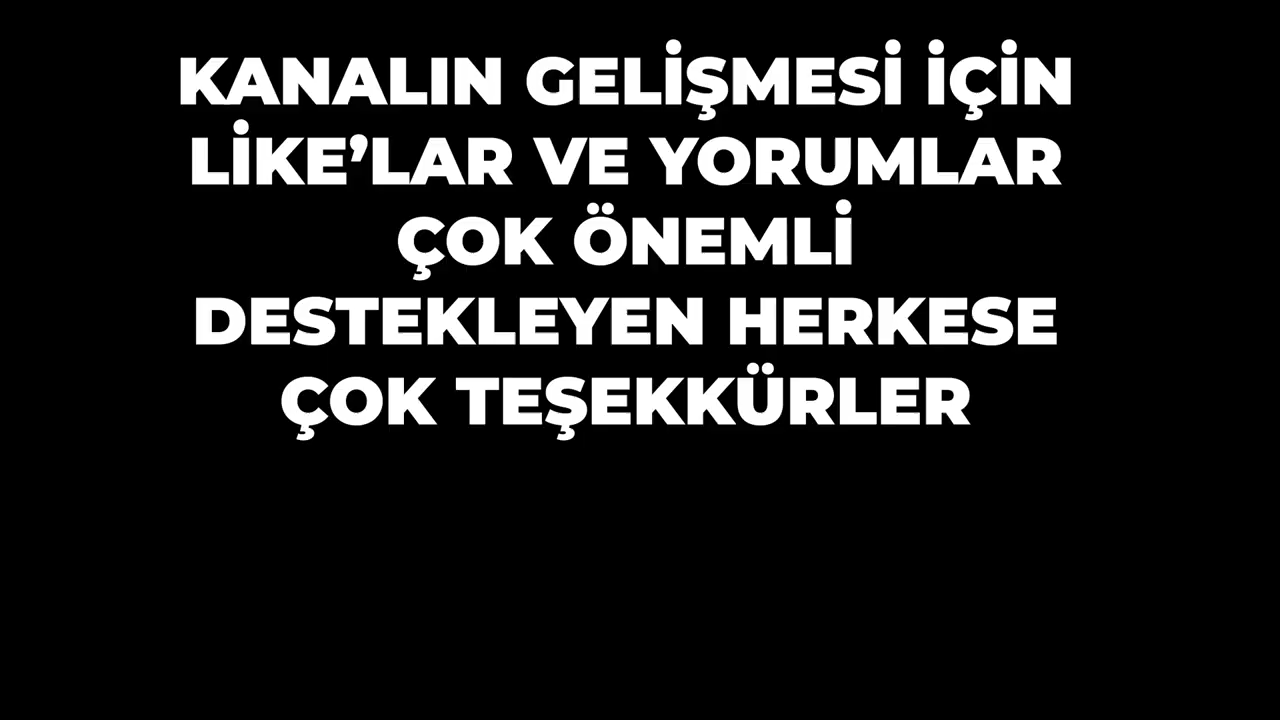 KANALIN GELİŞMESİ İÇİN
LİKE’LAR VE YORUMLAR
ÇOK ÖNEMLİ
DESTEKLEYEN HERKESE
ÇOK TEŞEKKÜRLER